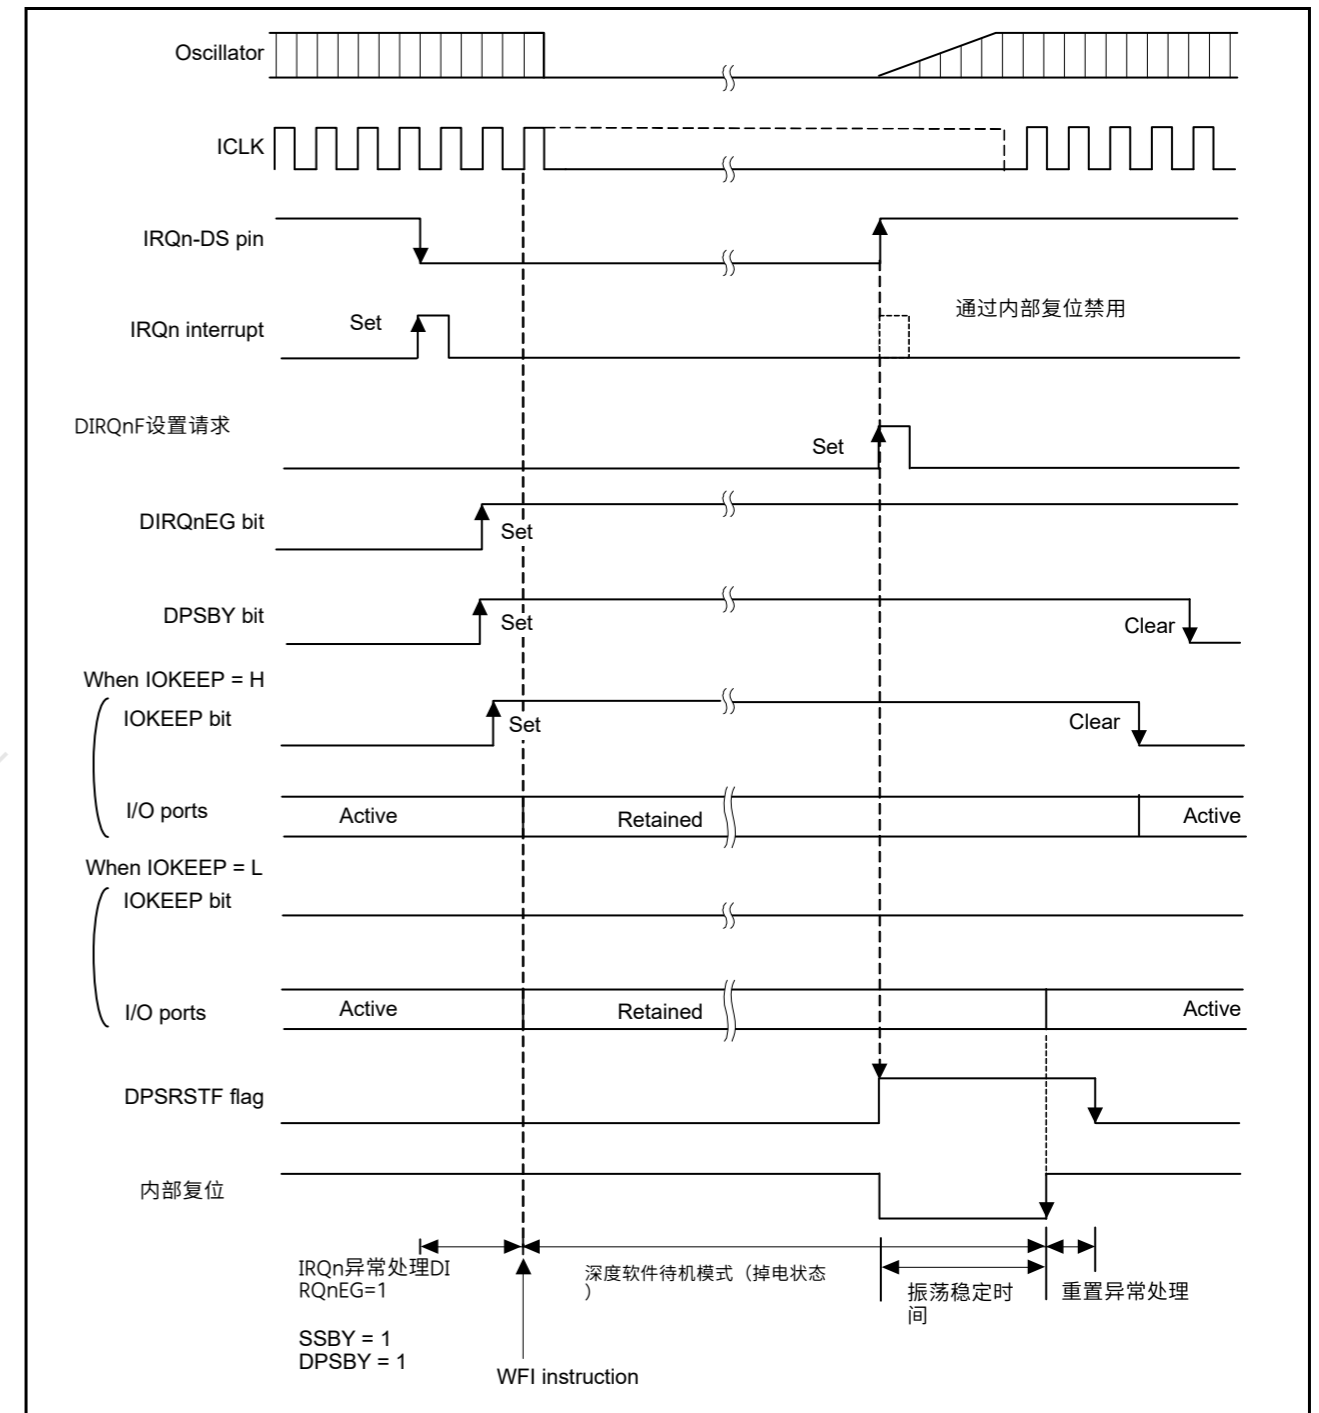 Oscillator
ICLK
IRQn-DS pin
通过内部复位禁用
IRQn interrupt
Set
DIRQnF设置请求
Set
DIRQnEG bit
Set
DPSBY bit
Set
Clear
When IOKEEP = H
IOKEEP bit
Set
Clear
I/O ports
Active
Retained
Active
When IOKEEP = L
IOKEEP bit
I/O ports
Active
Retained
Active
DPSRSTF flag
内部复位
IRQn异常处理DI
RQnEG=1
SSBY = 1
DPSBY = 1
WFI instruction
深度软件待机模式（掉电状态
）
振荡稳定时
间
重置异常处理